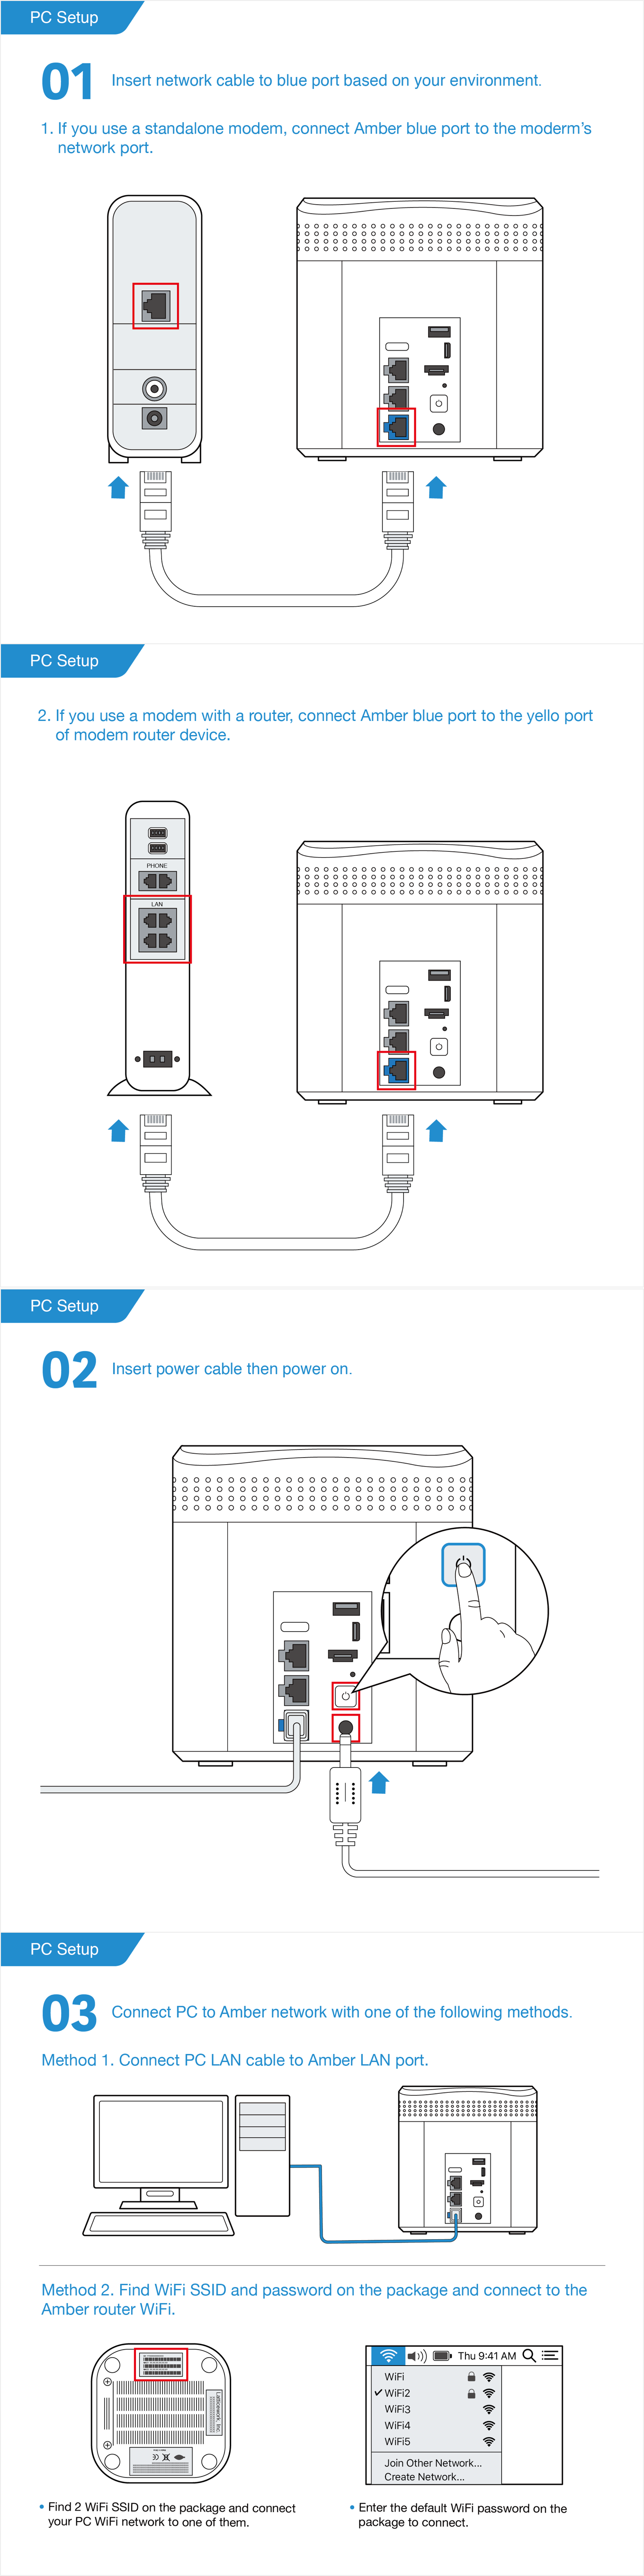 PC Setup
01
Insert network cable to blue port based on your environment.
1. If you use a standalone modem, connect Amber blue port to the moderm's
network port.
PC Setup
2. If you use a modem with a router, connect Amber blue port to the yello port
of modem router device.
PHONE
LAN
PC Setup
02
Insert power cable then power on.
PC Setup
03
Connect PC to Amber network with one of the following methods.
Method 1. Connect PC LAN cable to Amber LAN port.
Method 2. Find WiFi SSID and password on the package and connect to the
Amber router WiFi.
Latticework, Inc.
Thu 9:41 AM
WiFi
WiFi2
WiFi3
WiFi4
WiFi5
Join Other Network...
Create Network...
• Find 2 WiFi SSID on the package and connect
your PC WiFi network to one of them.
• Enter the default WiFi password on the
package to connect.